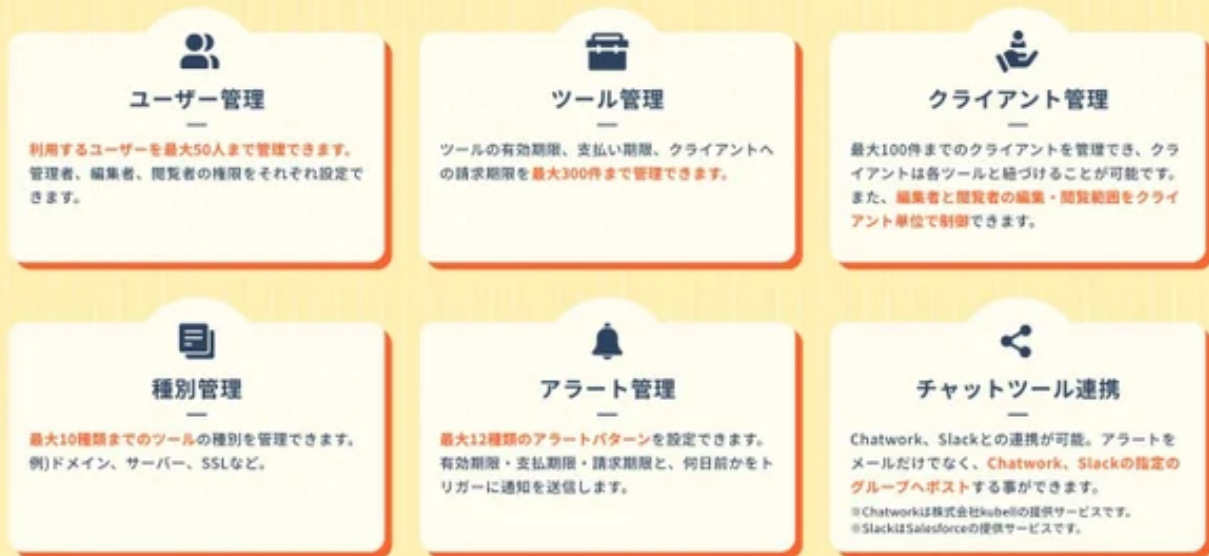 ユーザー管理
利用するユーザーを最大50人まで管理できます。
管理者、編集者、閲覧者の権限をそれぞれ設定で
きます。
ツール管理
ツールの有効期限、支払い期限、クライアントへ
の請求期限を最大300件まで管理できます。
クライアント管理
最大100件までのクライアントを管理でき、クラ
イアントは各ツールと紐づけることが可能です。
また、編集者と閲覧者の編集・閲覧範囲をクライ
アント単位で制御できます。
種別管理
最大10種類までのツールの種別を管理できます。
例)ドメイン、サーバー、SSLなど。
アラート管理
最大12種類のアラートパターンを設定できます。
有効期限・支払期限・請求期限と、何日前かをト
リガーに通知を送信します。
チャットツール連携
Chatwork、Slackとの連携が可能。アラートを
メールだけでなく、Chatwork、Slackの指定の
グループへポストする事ができます。
※Chatworkは株式会社kubellの提供サービスです。
※SlackはSalesforceの提供サービスです。